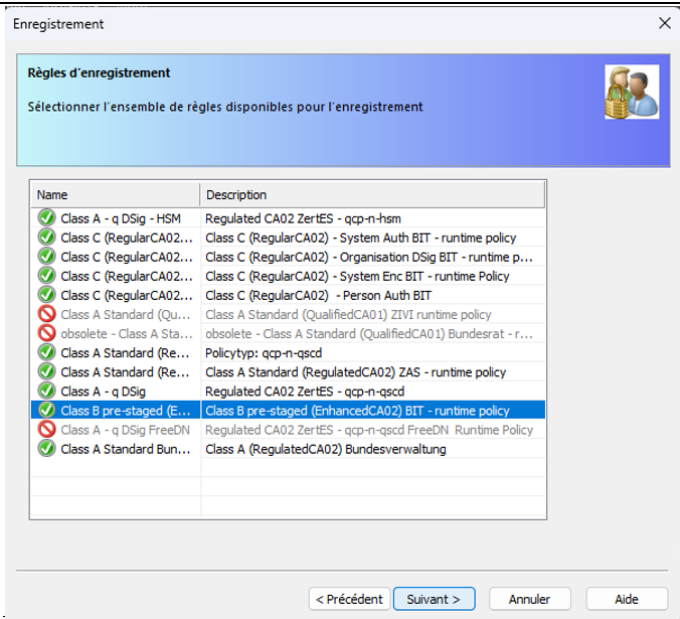 Enregistrement
Règles d'enregistrement
Sélectionner l'ensemble de règles disponibles pour l'enregistrement
Name Description
Class A - q DSig - HSM Regulated CA02 ZertES - qcp-n-hsm
Class C (RegularCA02... Class C (RegularCA02) - System Auth BIT - runtime policy
Class C (RegularCA02... Class C (RegularCA02) - Organisation DSig BIT - runtime p...
Class C (RegularCA02... Class C (RegularCA02) - System Enc BIT - runtime Policy
Class C (RegularCA02... Class C (RegularCA02) - Person Auth BIT
Class A Standard (Qu... Class A Standard (QualifiedCA01) ZIVI runtime policy
obsolete - Class A Sta... obsolete - Class A Standard (QualifiedCA01) Bundesrat - r...
Class A Standard (Re... Policytyp: qcp-n-qscd
Class A Standard (Re... Class A Standard (RegulatedCA02) ZAS - runtime policy
Class A - q DSig Regulated CA02 ZertES - qcp-n-qscd
Class B pre-staged (E... Class B pre-staged (EnhancedCA02) BIT - runtime policy
Class A - q DSig FreeDN Regulated CA02 ZertES - qcp-n-qscd FreeDN Runtime Policy
Class A Standard Bun... Class A (RegulatedCA02) Bundesverwaltung
< Précédent Suivant > Annuler Aide